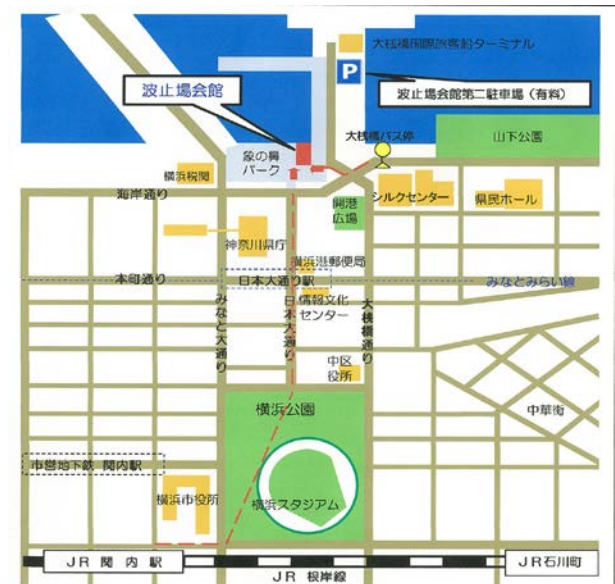 大桟橋国際旅客船ターミナル
P
波止場会館
波止場会館第二駐車場（有料）
大桟橋バス停
山下公園
象の鼻
パーク
横浜税関
海岸通り
シルクセンター
県民ホール
開港
広場
神奈川県庁
横浜港郵便局
本町通り
日本大通り駅
みなとみらい線
情報文化
センター
みなと大通り
日本大通り
大桟橋通り
中区
役所
横浜公園
中華街
市営地下鉄 関内駅
横浜市役所
横浜スタジアム
JR 関内駅
JR 根岸線
JR石川町